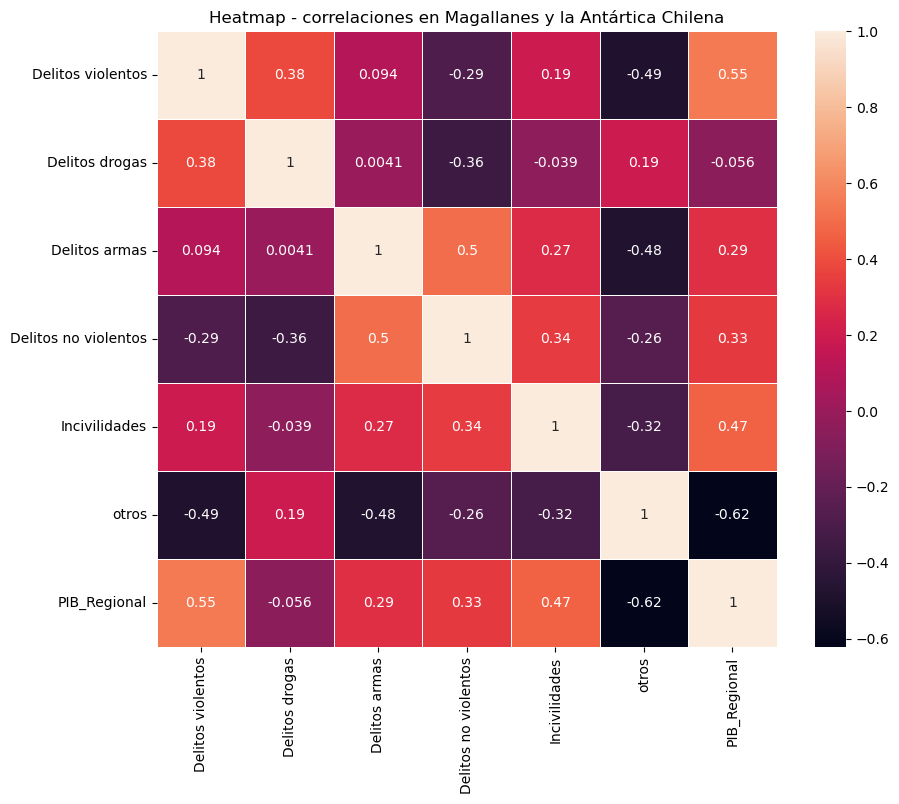 Heatmap - correlaciones en Magallanes y la Antártica Chilena
Delitos violentos 1 0.38 0.094 -0.29 0.19 -0.49 0.55
Delitos drogas 0.38 1 0.0041 -0.36 -0.039 0.19 -0.056
Delitos armas 0.094 0.0041 1 0.5 0.27 -0.48 0.29
Delitos no violentos -0.29 -0.36 0.5 1 0.34 -0.26 0.33
Incivilidades 0.19 -0.039 0.27 0.34 1 -0.32 0.47
otros -0.49 0.19 -0.48 -0.26 -0.32 1 -0.62
PIB_Regional 0.55 -0.056 0.29 0.33 0.47 -0.62 1
Delitos violentos
Delitos drogas
Delitos armas
Delitos no violentos
Incivilidades
otros
PIB_Regional
1.0
0.8
0.6
0.4
0.2
0.0
−0.2
−0.4
−0.6